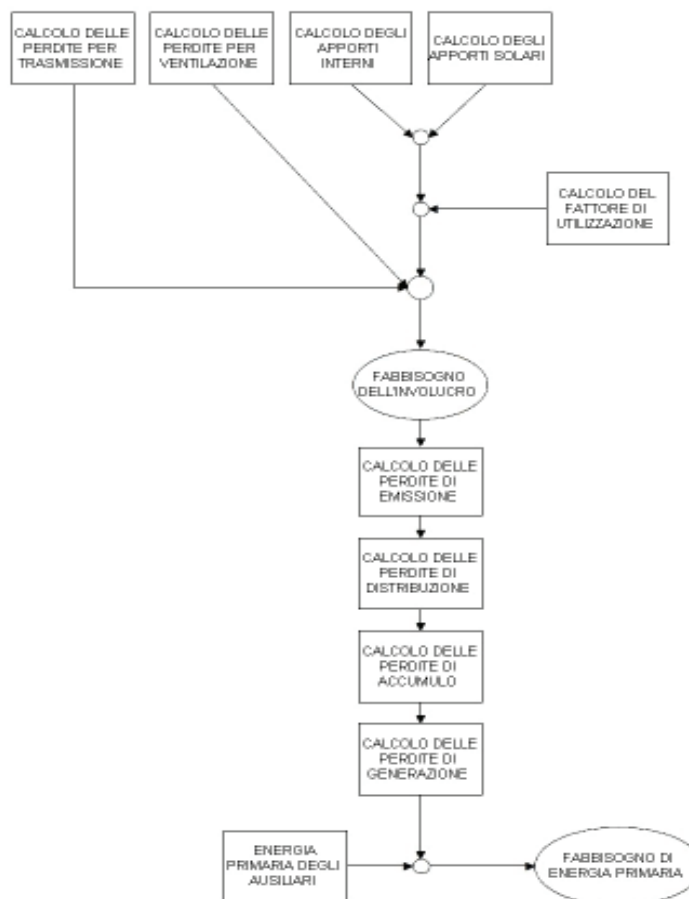 CALCOLO DELLE
PERDITE PER
TRASMISSIONE
CALCOLO DELLE
PERDITE PER
VENTILAZIONE
CALCOLO DEGLI
APPORTI
INTERNI
CALCOLO DEGLI
APPORTI SOLARI
CALCOLO DEL
FATTORE DI
UTILIZZAZIONE
FABBISOGNO
DELL'INVOLUCRO
CALCOLO DELLE
PERDITE DI
EMISSIONE
CALCOLO DELLE
PERDITE DI
DISTRIBUZIONE
CALCOLO DELLE
PERDITE DI
ACCUMULO
CALCOLO DELLE
PERDITE DI
GENERAZIONE
ENERGIA
PRIMARIA DEGLI
AUSILIARI
FABBISOGNO DI
ENERGIA PRIMARIA